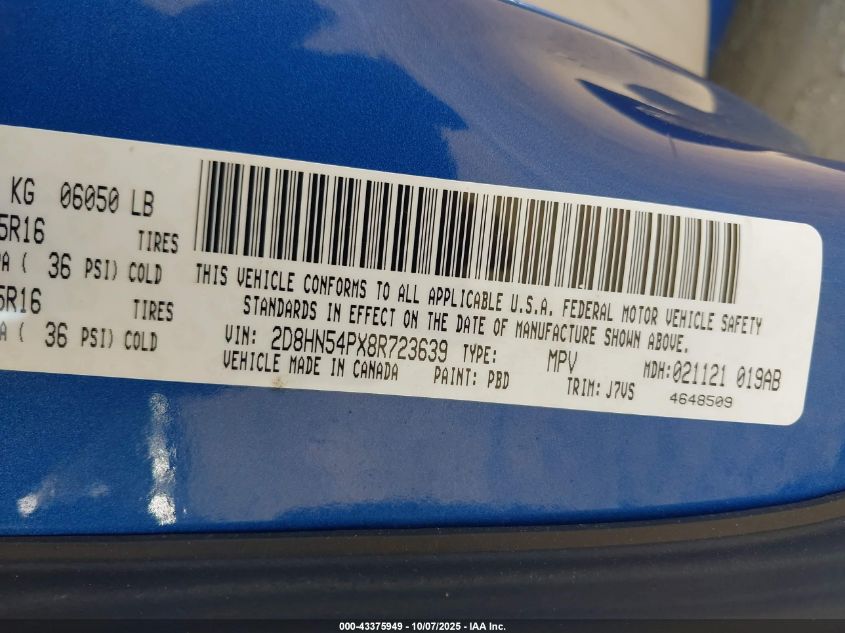 KG 06050 LB
5R16 TIRES
PA ( 36 PSI) COLD
5R16 TIRES
PA ( 36 PSI) COLD
THIS VEHICLE CONFORMS TO ALL APPLICABLE U.S.A. FEDERAL MOTOR VEHICLE SAFETY
STANDARDS IN EFFECT ON THE DATE OF MANUFACTURE SHOWN ABOVE.
VIN: 2D8HN54PX8R723639 TYPE: MPV MDH:021121 019AB
VEHICLE MADE IN CANADA PAINT: PBD TRIM: J7VS 4648509
000-43375949 - 10/07/2025 - IAA Inc.